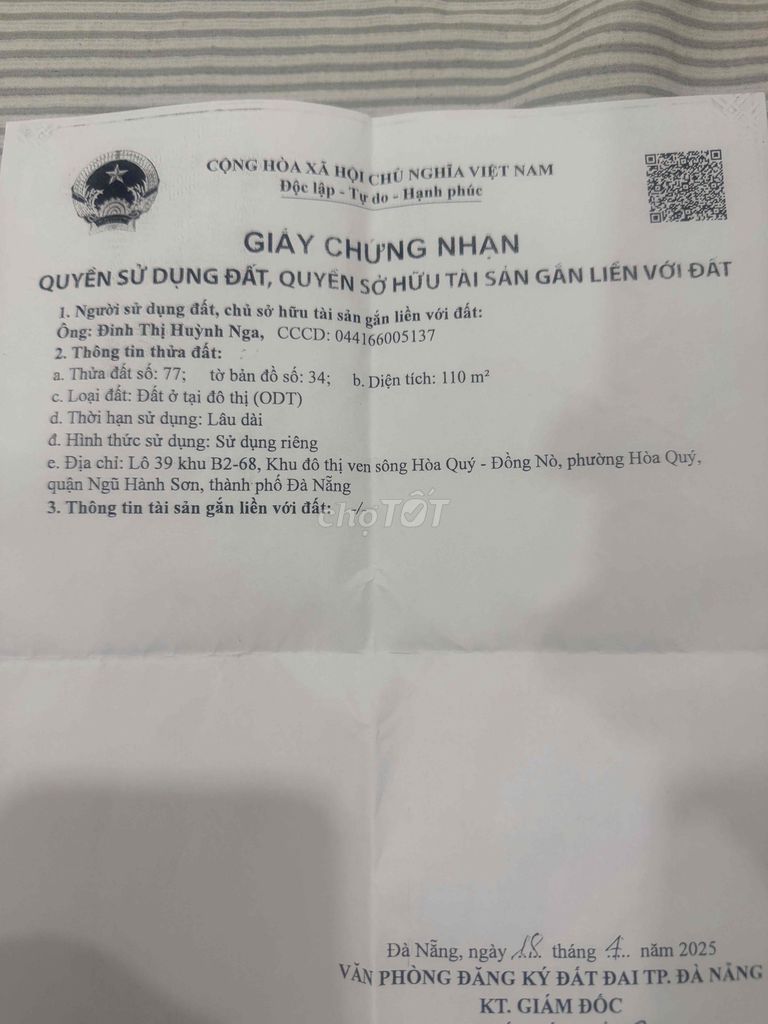 CỘNG HÒA XÃ HỘI CHỦ NGHĨA VIỆT NAM
Độc lập - Tự do - Hạnh phúc
GIẤY CHỨNG NHẬN
QUYỀN SỬ DỤNG ĐẤT, QUYỀN SỞ HỮU TÀI SẢN GẮN LIỀN VỚI ĐẤT
1. Người sử dụng đất, chủ sở hữu tài sản gắn liền với đất:
Ông: Đinh Thị Huỳnh Nga, CCCD: 044166005137
2. Thông tin thửa đất:
a. Thửa đất số: 77; tờ bản đồ số: 34; b. Diện tích: 110 m²
c. Loại đất: Đất ở tại đô thị (ODT)
d. Thời hạn sử dụng: Lâu dài
đ. Hình thức sử dụng: Sử dụng riêng
e. Địa chỉ: Lô 39 khu B2-68, Khu đô thị ven sông Hòa Quý - Đồng Nò, phường Hòa Quý,
quận Ngũ Hành Sơn, thành phố Đà Nẵng
3. Thông tin tài sản gắn liền với đất: -/-
chợTỐT
Đà Nẵng, ngày 18 tháng 4 năm 2025
VĂN PHÒNG ĐĂNG KÝ ĐẤT ĐAI TP. ĐÀ NẴNG
KT. GIÁM ĐỐC